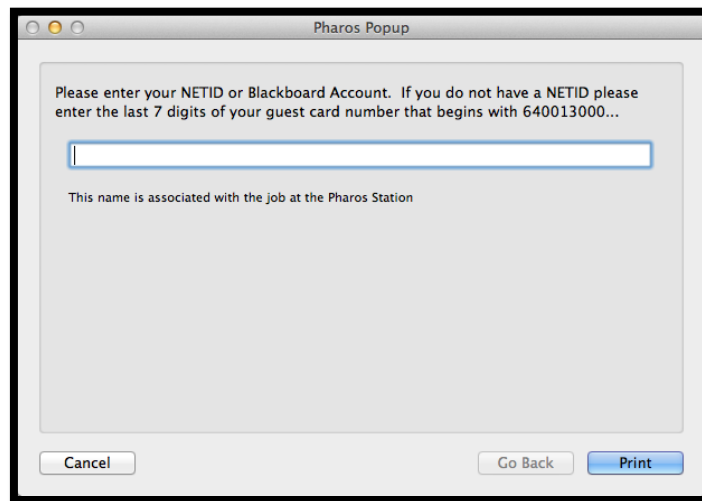 Pharos Popup
Please enter your NETID or Blackboard Account.  If you do not have a NETID please
enter the last 7 digits of your guest card number that begins with 640013000...
This name is associated with the job at the Pharos Station
Cancel
Go Back
Print